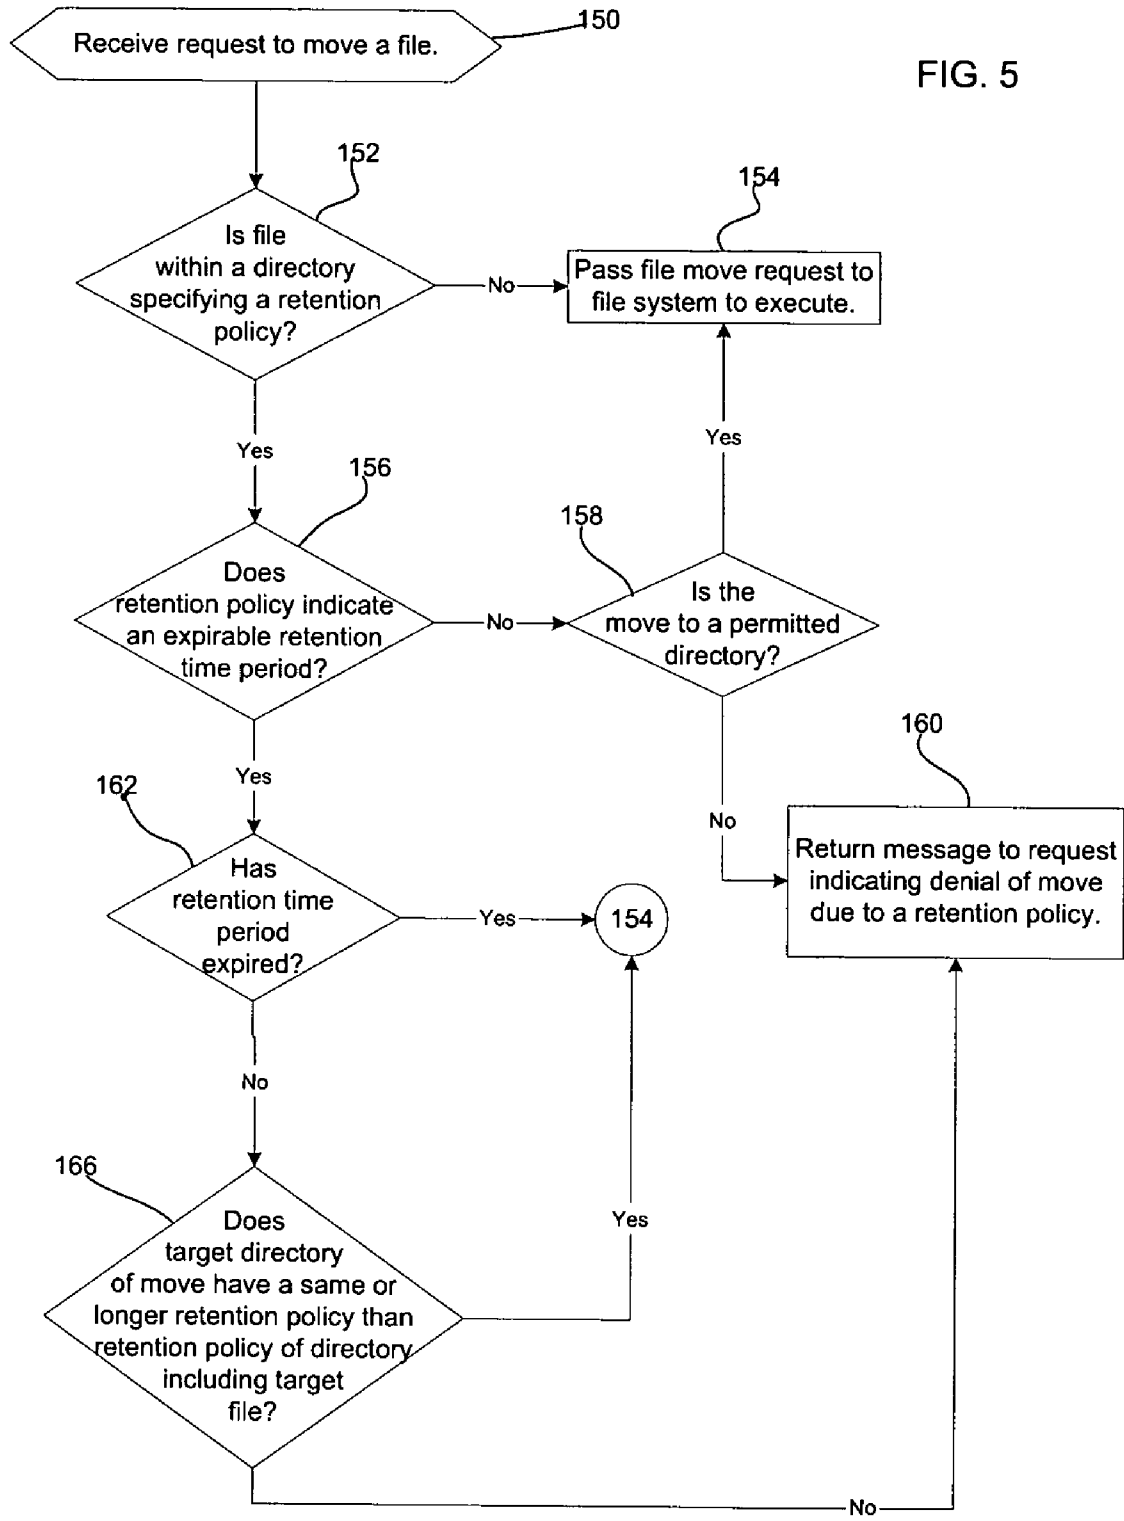 150
Receive request to move a file.
FIG. 5
152
154
Is file
within a directory
specifying a retention
policy?
No
Pass file move request to
file system to execute.
Yes
Yes
156
158
Does
retention policy indicate
an expirable retention
time period?
No
Is the
move to a permitted
directory?
160
Yes
162
No
Return message to request
indicating denial of move
due to a retention policy.
Has
retention time
period
expired?
Yes
154
No
166
Yes
Does
target directory
of move have a same or
longer retention policy than
retention policy of directory
including target
file?
No